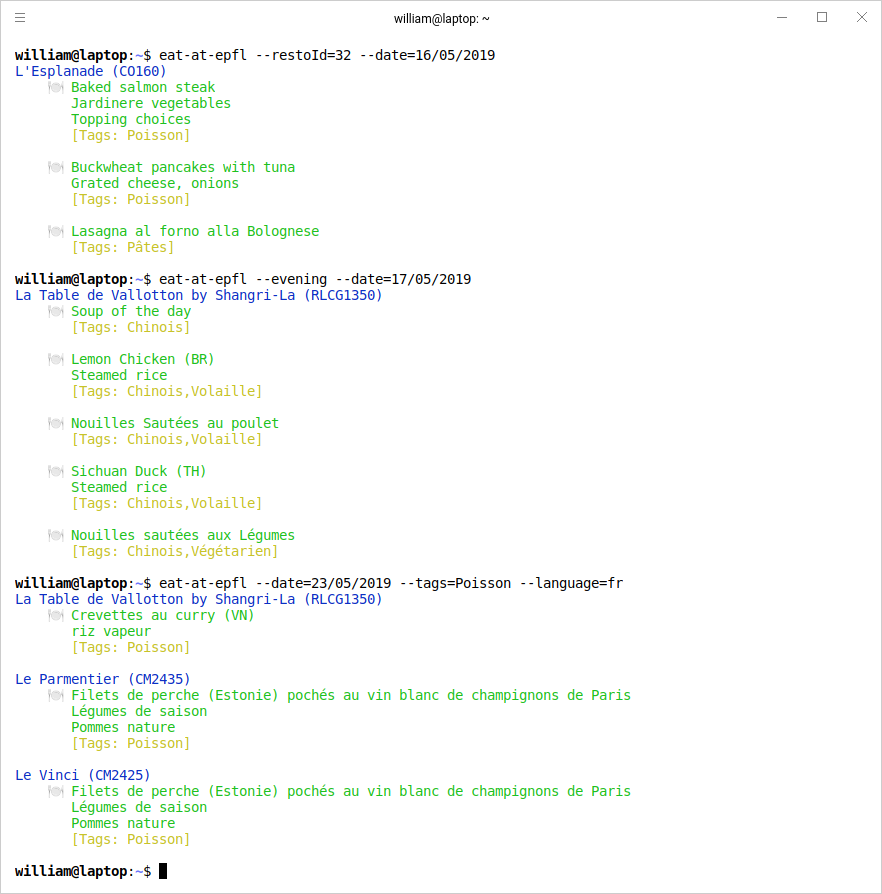 william@laptop: ~
william@laptop:~$ eat-at-epfl --restoId=32 --date=16/05/2019
L'Esplanade (CO160)
🍽 Baked salmon steak
Jardinere vegetables
Topping choices
[Tags: Poisson]
🍽 Buckwheat pancakes with tuna
Grated cheese, onions
[Tags: Poisson]
🍽 Lasagna al forno alla Bolognese
[Tags: Pâtes]
william@laptop:~$ eat-at-epfl --evening --date=17/05/2019
La Table de Vallotton by Shangri-La (RLCG1350)
🍽 Soup of the day
[Tags: Chinois]
🍽 Lemon Chicken (BR)
Steamed rice
[Tags: Chinois,Volaille]
🍽 Nouilles Sautées au poulet
[Tags: Chinois,Volaille]
🍽 Sichuan Duck (TH)
Steamed rice
[Tags: Chinois,Volaille]
🍽 Nouilles sautées aux Légumes
[Tags: Chinois,Végétarien]
william@laptop:~$ eat-at-epfl --date=23/05/2019 --tags=Poisson --language=fr
La Table de Vallotton by Shangri-La (RLCG1350)
🍽 Crevettes au curry (VN)
riz vapeur
[Tags: Poisson]
Le Parmentier (CM2435)
🍽 Filets de perche (Estonie) pochés au vin blanc de champignons de Paris
Légumes de saison
Pommes nature
[Tags: Poisson]
Le Vinci (CM2425)
🍽 Filets de perche (Estonie) pochés au vin blanc de champignons de Paris
Légumes de saison
Pommes nature
[Tags: Poisson]
william@laptop:~$